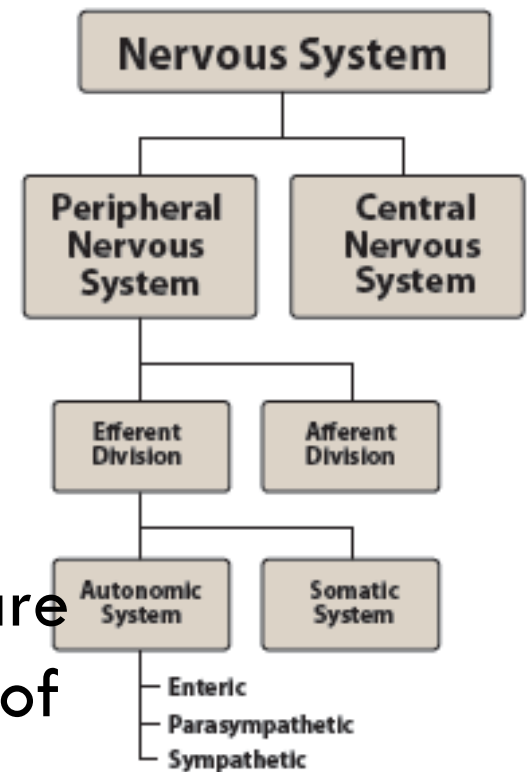 Nervous System
Peripheral
Nervous
System
Central
Nervous
System
Efferent
Division
Afferent
Division
Autonomic
System
Somatic
System
of
Enteric
Parasympathetic
Sympathetic